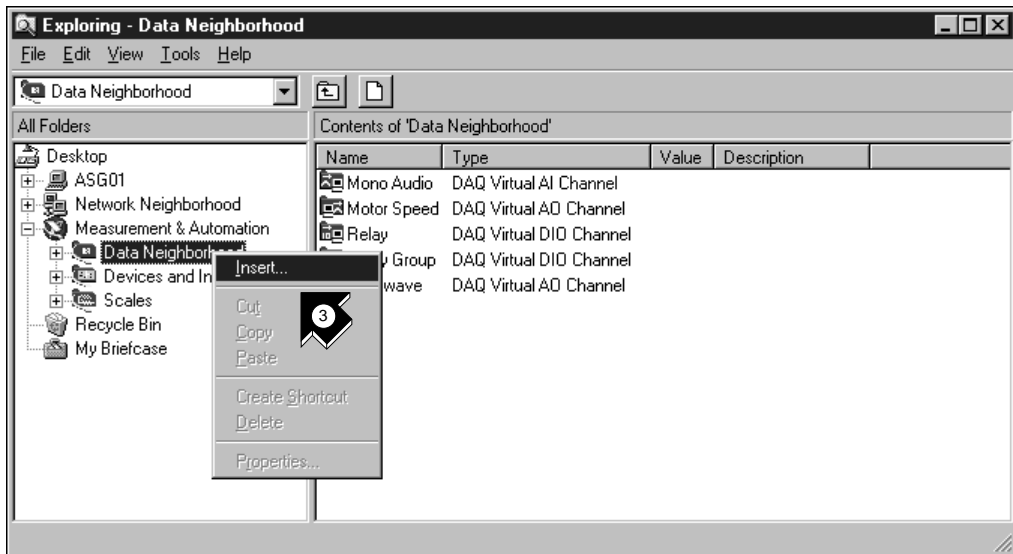 Exploring - Data Neighborhood
File Edit View Tools Help
Data Neighborhood
All Folders
Contents of 'Data Neighborhood'
Desktop
ASG01
Network Neighborhood
Measurement & Automation
Data Neighborhood
Devices and In
Scales
Recycle Bin
My Briefcase
Name Type Value Description
Mono Audio DAQ Virtual AI Channel
Motor Speed DAQ Virtual AO Channel
Relay DAQ Virtual DIO Channel
y Group DAQ Virtual DIO Channel
wave DAQ Virtual AO Channel
Insert...
Cut
Copy
Paste
Create Shortcut
Delete
Properties...
3